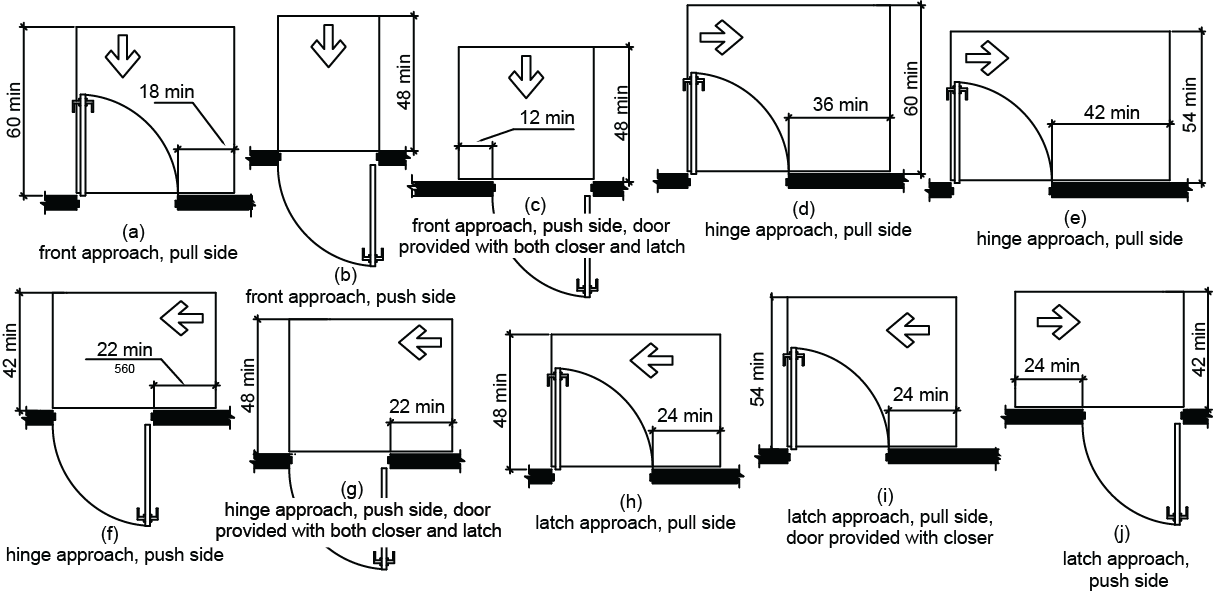 60 min
18 min
(a)
front approach, pull side
48 min
(b)
front approach, push side
12 min
48 min
(c)
front approach, push side, door
provided with both closer and latch
36 min
60 min
(d)
hinge approach, pull side
42 min
54 min
(e)
hinge approach, pull side
42 min
22 min
560
(f)
hinge approach, push side
48 min
22 min
(g)
hinge approach, push side, door
provided with both closer and latch
48 min
24 min
(h)
latch approach, pull side
54 min
24 min
(i)
latch approach, pull side,
door provided with closer
24 min
42 min
(j)
latch approach,
push side